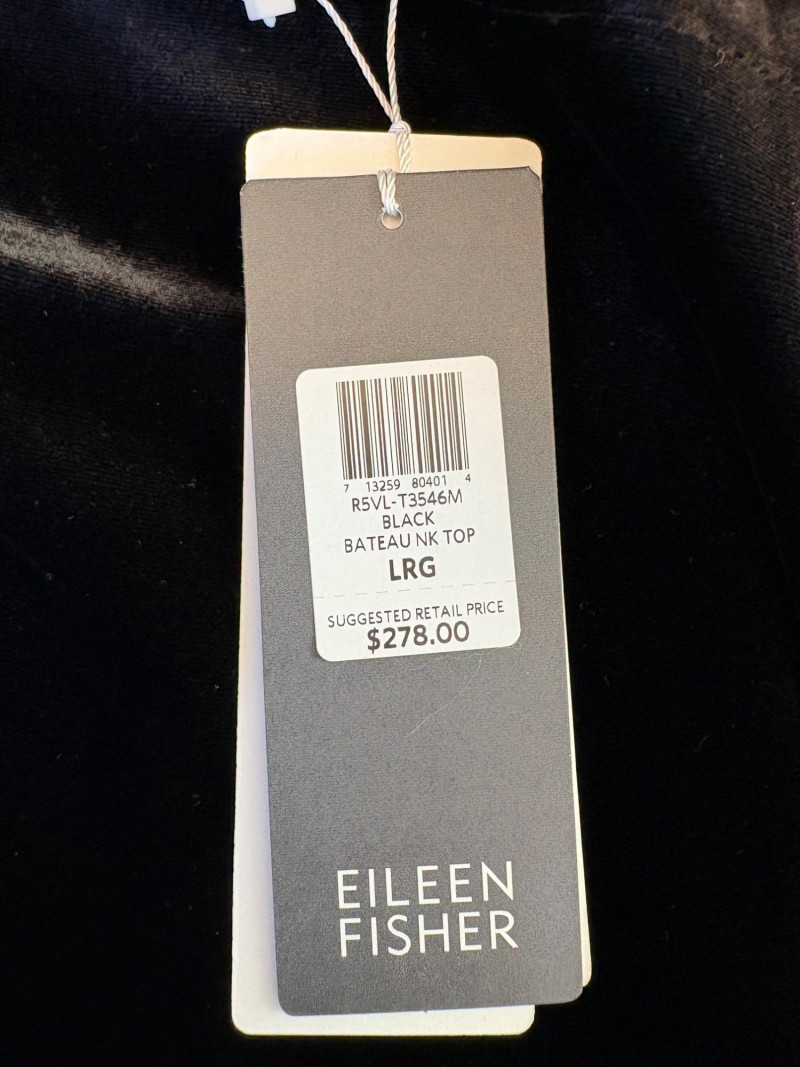 7 13259 80401 4
R5VL-T3546M
BLACK
BATEAU NK TOP
LRG
SUGGESTED RETAIL PRICE
$278.00
EILEEN
FISHER